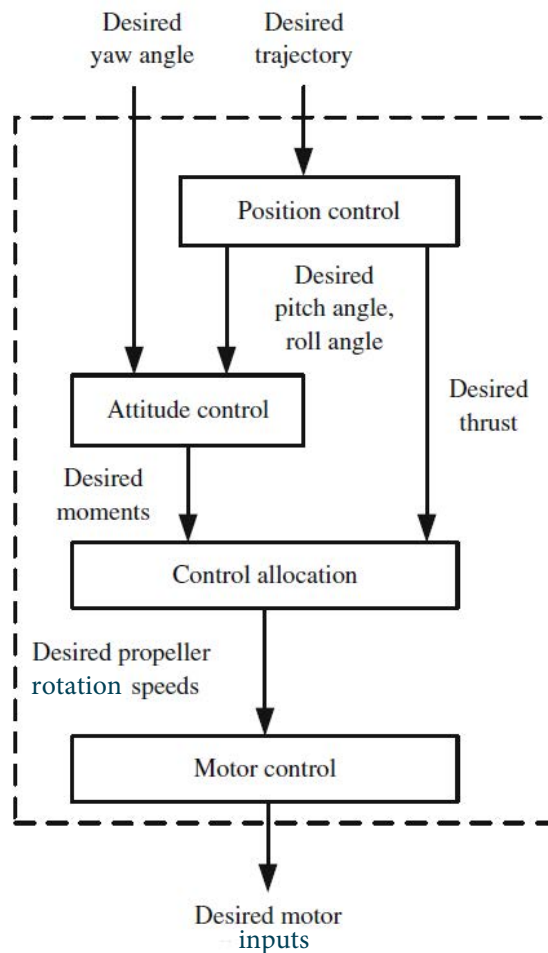 Desired
yaw angle
Desired
trajectory
Position control
Desired
pitch angle,
roll angle
Attitude control
Desired
thrust
Desired
moments
Control allocation
Desired propeller
rotation speeds
Motor control
Desired motor
inputs